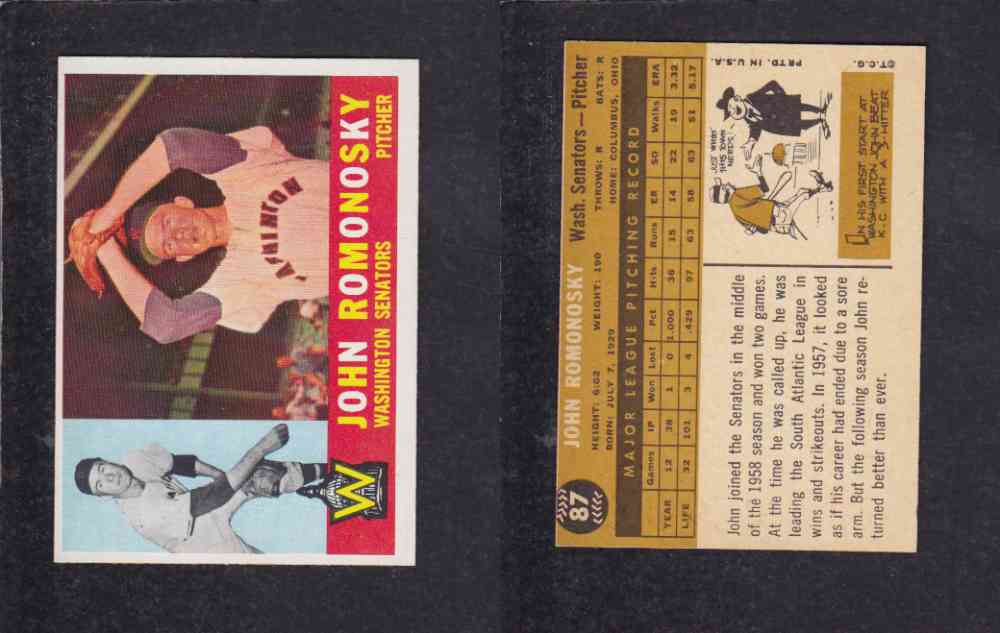 JOHN ROMONOSKY
WASHINGTON SENATORS PITCHER
W
87
JOHN ROMONOSKY Wash. Senators—Pitcher
HEIGHT: 6:02 WEIGHT: 190 THROWS: R BATS: R
BORN: JULY 7, 1929 HOME: COLUMBUS, OHIO
MAJOR LEAGUE PITCHING RECORD
Games IP Won Lost Pct Hits Runs ER SO Walks ERA
YEAR 12 38 1 0 1.000 36 15 14 22 19 3.32
LIFE 32 101 3 4 .429 97 63 58 63 51 5.17
John joined the Senators in the middle
of the 1958 season and won two games.
At the time he was called up, he was
leading the South Atlantic League in
wins and strikeouts. In 1957, it looked
as if his career had ended due to a sore
arm. But the following season John re-
turned better than ever.
JUST WHAT
THIS TOWN
NEEDS!
IN HIS FIRST START AT
WASHINGTON JOHN BEAT
K.C. WITH A 3-HITTER
©T.C.G. PRTD. IN U.S.A.